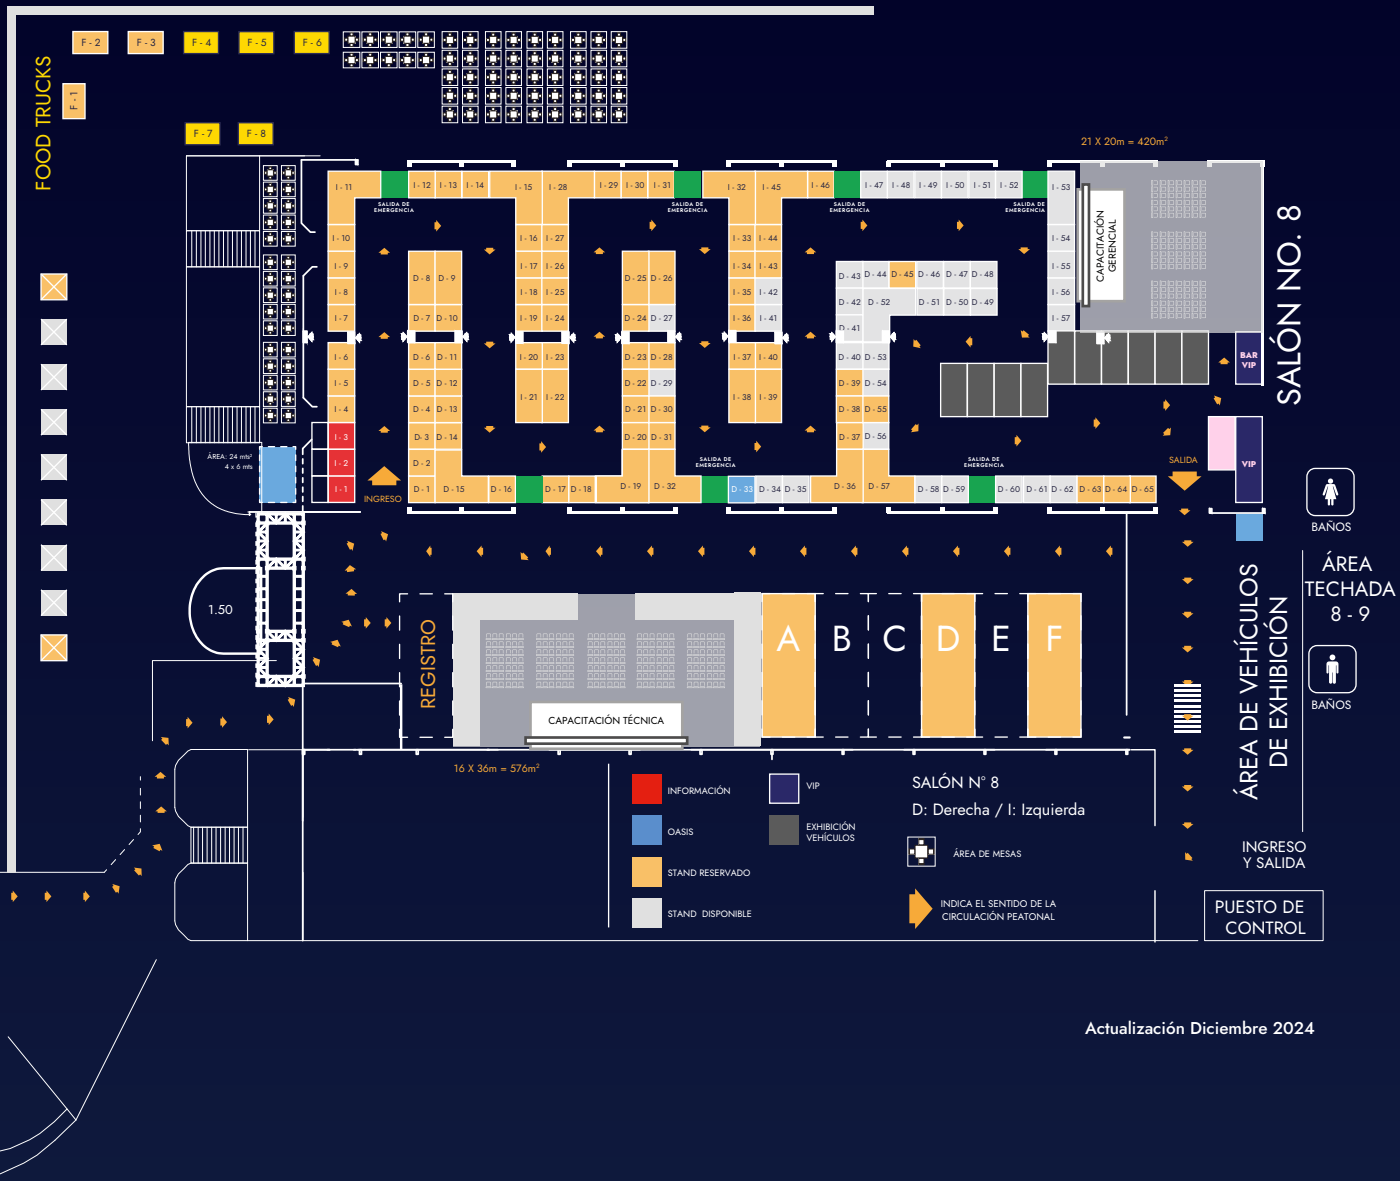 FOOD TRUCKS
F - 2
F - 3
F - 4
F - 5
F - 6
F - 1
F - 7
F - 8
21 X 20m = 420m²
I - 11
I - 12
I - 13
I - 14
I - 15
I - 28
I - 29
I - 30
I - 31
I - 32
I - 45
I - 46
I - 47
I - 48
I - 49
I - 50
I - 51
I - 52
I - 53
SALIDA DE
EMERGENCIA
SALIDA DE
EMERGENCIA
SALIDA DE
EMERGENCIA
SALIDA DE
EMERGENCIA
CAPACITACIÓN
GERENCIAL
SALÓN NO. 8
I - 10
I - 16
I - 27
I - 33
I - 44
I - 54
I - 9
I - 17
I - 26
I - 34
I - 43
I - 55
D - 8
D - 9
D - 25
D - 26
D - 43
D - 44
D - 45
D - 46
D - 47
D - 48
I - 8
I - 18
I - 25
I - 35
I - 42
I - 56
D - 42
D - 52
D - 51
D - 50
D - 49
I - 7
D - 7
D - 10
I - 19
I - 24
D - 24
D - 27
I - 36
I - 41
D - 41
I - 57
I - 6
D - 6
D - 11
I - 20
I - 23
D - 23
D - 28
I - 37
I - 40
D - 40
D - 53
BAR
VIP
I - 5
D - 5
D - 12
D - 22
D - 29
D - 39
D - 54
I - 21
I - 22
I - 38
I - 39
I - 4
D - 4
D - 13
D - 21
D - 30
D - 38
D - 55
I - 3
D - 3
D - 14
D - 20
D - 31
D - 37
D - 56
ÁREA: 24 mts²
4 x 6 mts
I - 2
D - 2
SALIDA DE
EMERGENCIA
SALIDA DE
EMERGENCIA
SALIDA
VIP
I - 1
INGRESO
D - 1
D - 15
D - 16
D - 17
D - 18
D - 19
D - 32
D - 33
D - 34
D - 35
D - 36
D - 57
D - 58
D - 59
D - 60
D - 61
D - 62
D - 63
D - 64
D - 65
BAÑOS
ÁREA
TECHADA
8 - 9
BAÑOS
ÁREA DE VEHÍCULOS
DE EXHIBICIÓN
1.50
REGISTRO
A
B
C
D
E
F
CAPACITACIÓN TÉCNICA
16 X 36m = 576m²
INFORMACIÓN
OASIS
STAND RESERVADO
STAND DISPONIBLE
VIP
EXHIBICIÓN
VEHÍCULOS
SALÓN N° 8
D: Derecha / I: Izquierda
ÁREA DE MESAS
INDICA EL SENTIDO DE LA
CIRCULACIÓN PEATONAL
INGRESO
Y SALIDA
PUESTO DE
CONTROL
Actualización Diciembre 2024